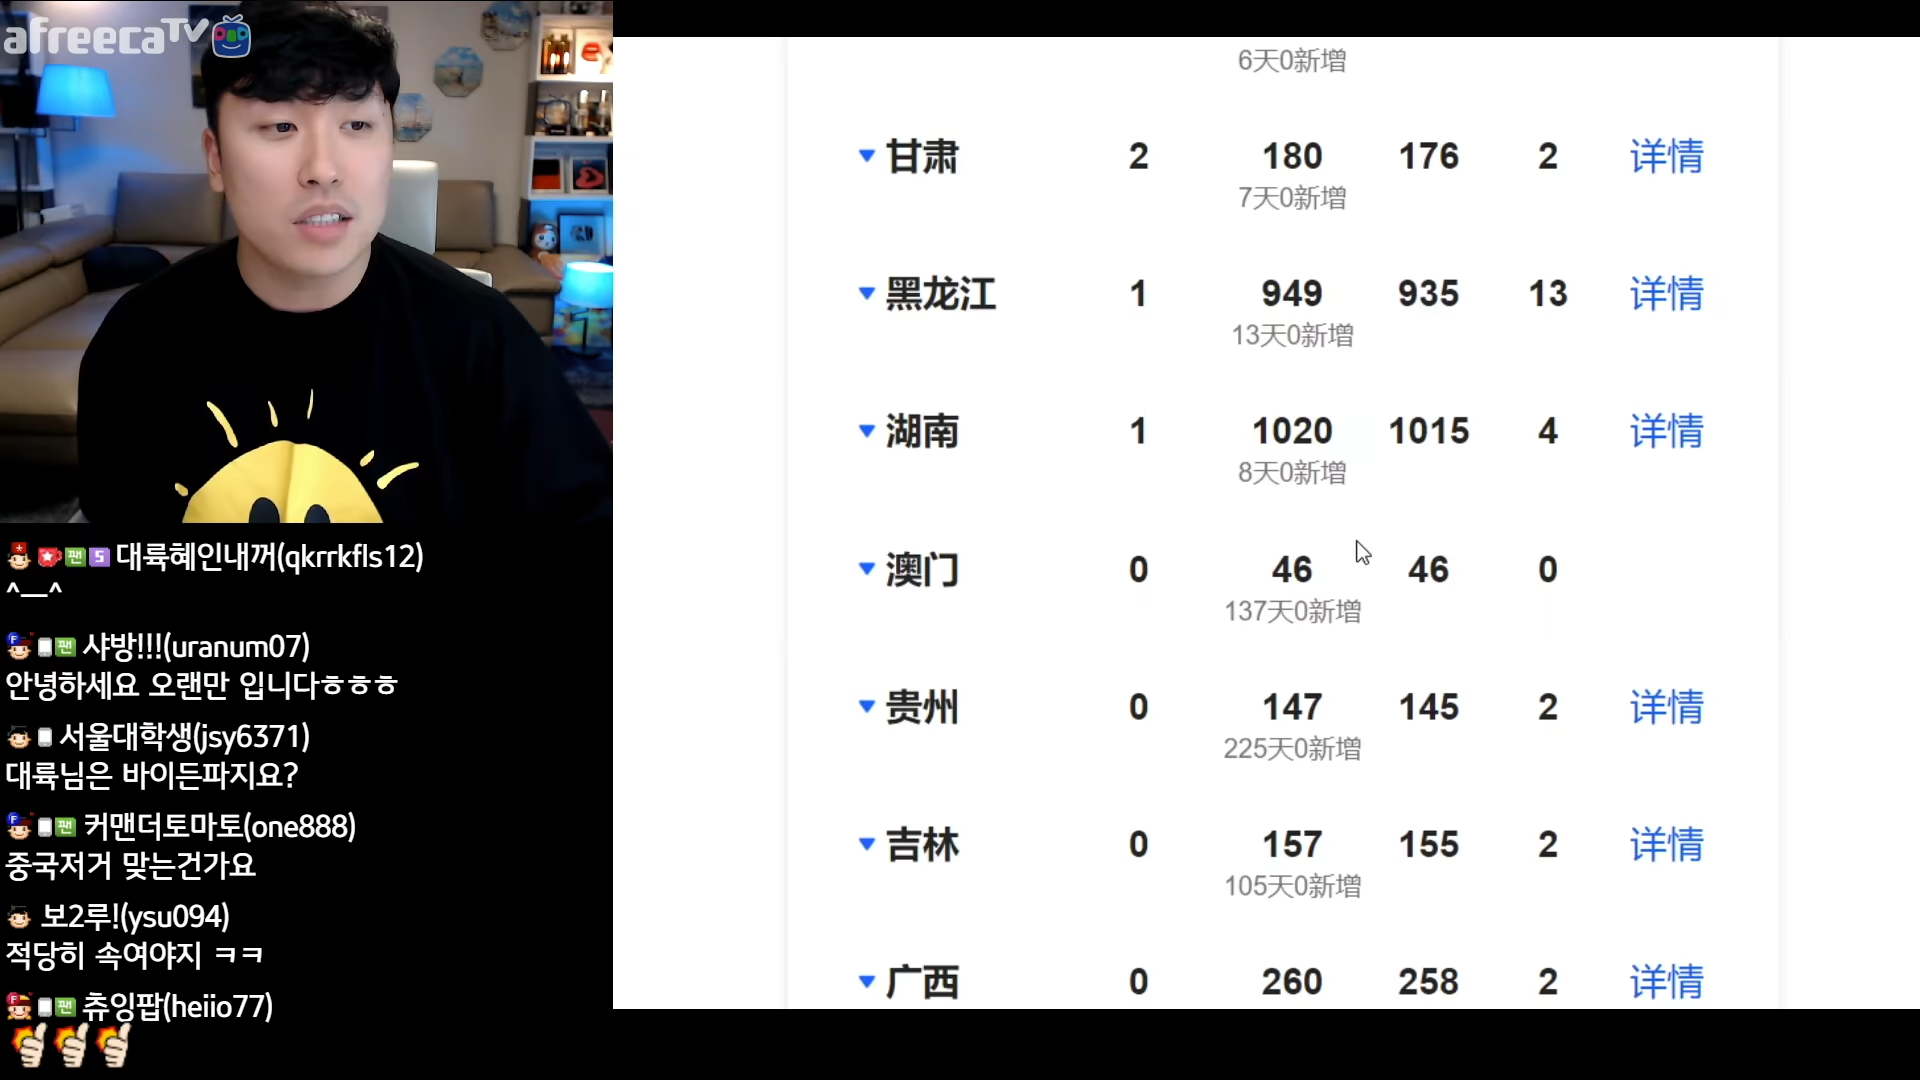 afreecaTV
대륙혜인내꺼(qkrrkfls12)
^__^
샤방!!!(uranum07)
안녕하세요 오랜만 입니다ㅎㅎㅎ
서울대학생(jsy6371)
대륙님은 바이든파지요?
커맨더토마토(one888)
중국저거 맞는건가요
보2루!(ysu094)
적당히 속여야지 ㅋㅋ
츄잉팝(heiio77)
6天0新增
甘肃 2 180 176 2 详情
7天0新增
黑龙江 1 949 935 13 详情
13天0新增
湖南 1 1020 1015 4 详情
8天0新增
澳门 0 46 46 0
137天0新增
贵州 0 147 145 2 详情
225天0新增
吉林 0 157 155 2 详情
105天0新增
广西 0 260 258 2 详情